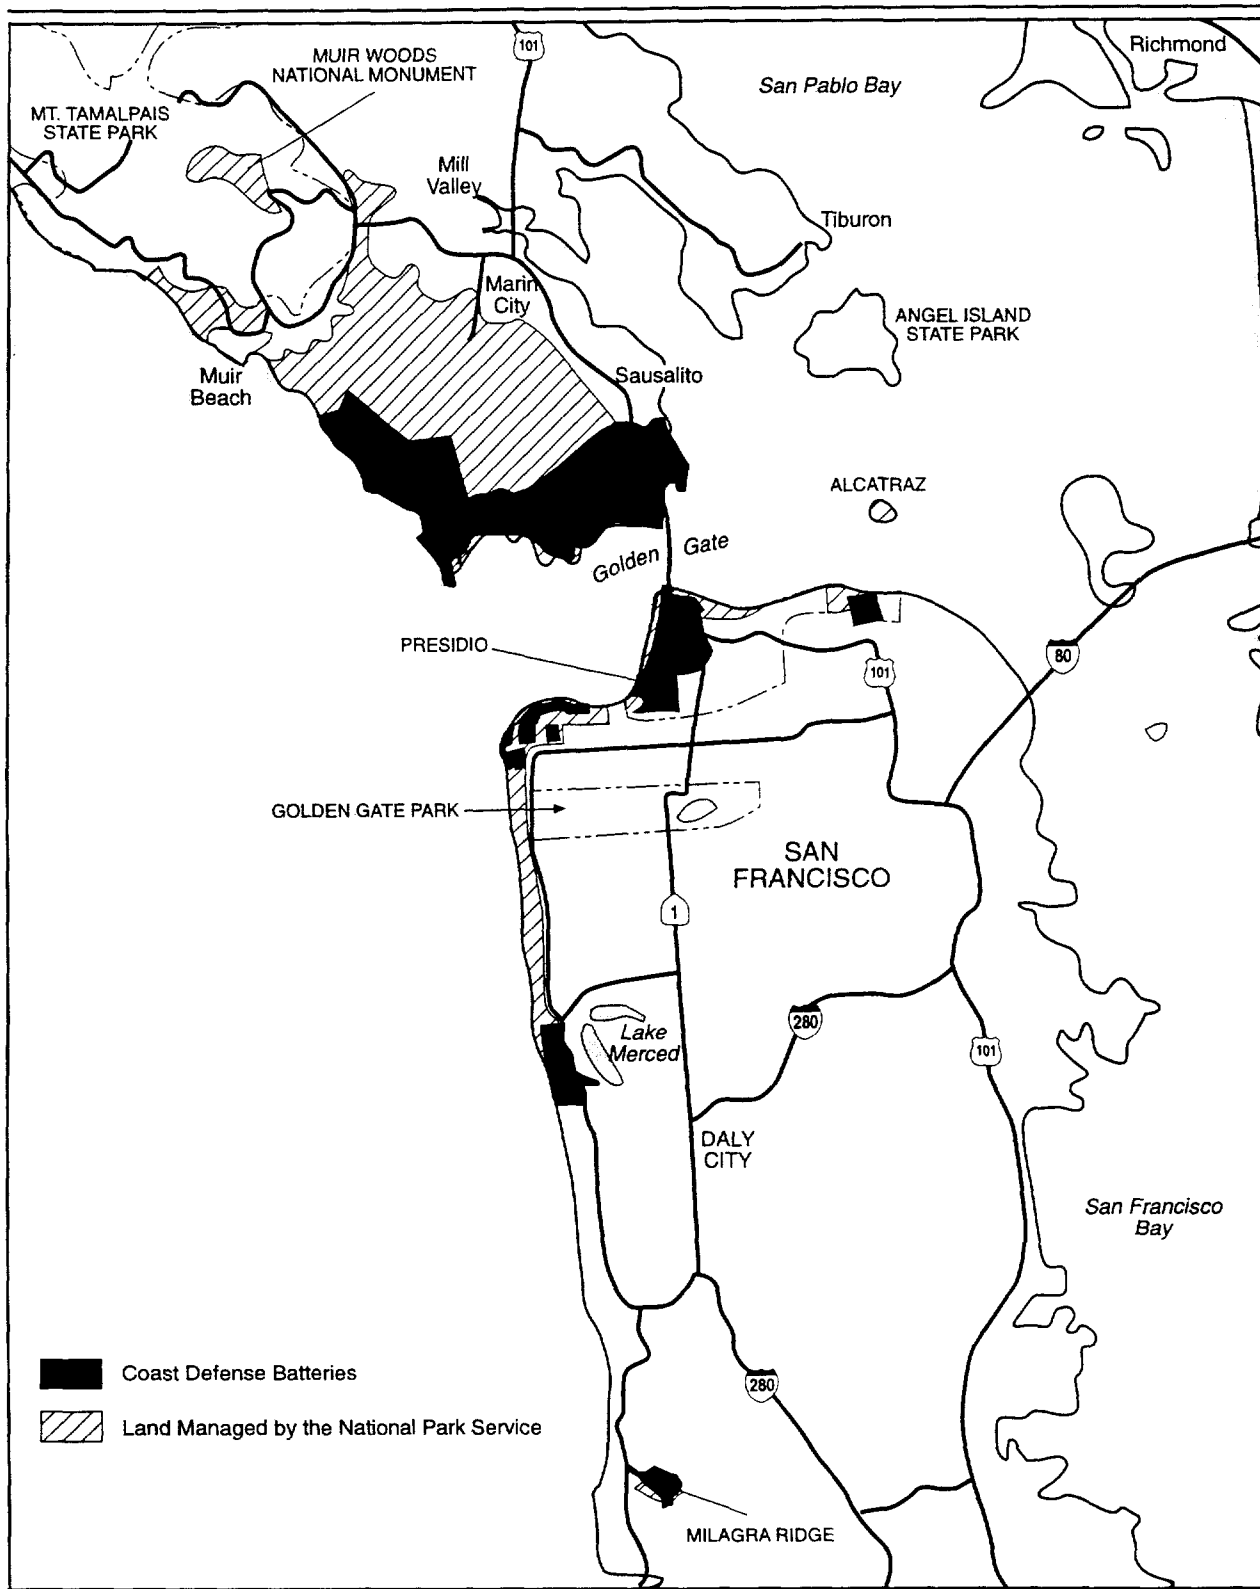 101
Richmond
MUIR WOODS
NATIONAL MONUMENT
San Pablo Bay
MT. TAMALPAIS
STATE PARK
Mill
Valley
Tiburon
Marin
City
ANGEL ISLAND
STATE PARK
Muir
Beach
Sausalito
ALCATRAZ
Golden Gate
PRESIDIO
80
101
GOLDEN GATE PARK
SAN
FRANCISCO
1
280
Lake
Merced
101
DALY
CITY
San Francisco
Bay
Coast Defense Batteries
280
Land Managed by the National Park Service
MILAGRA RIDGE